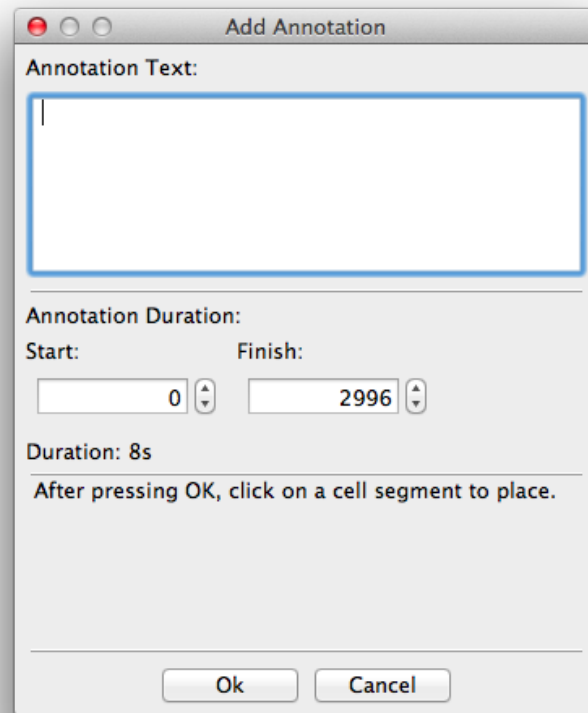 Add Annotation
Annotation Text:
Annotation Duration:
Start: Finish:
0 2996
Duration: 8s
After pressing OK, click on a cell segment to place.
Ok Cancel